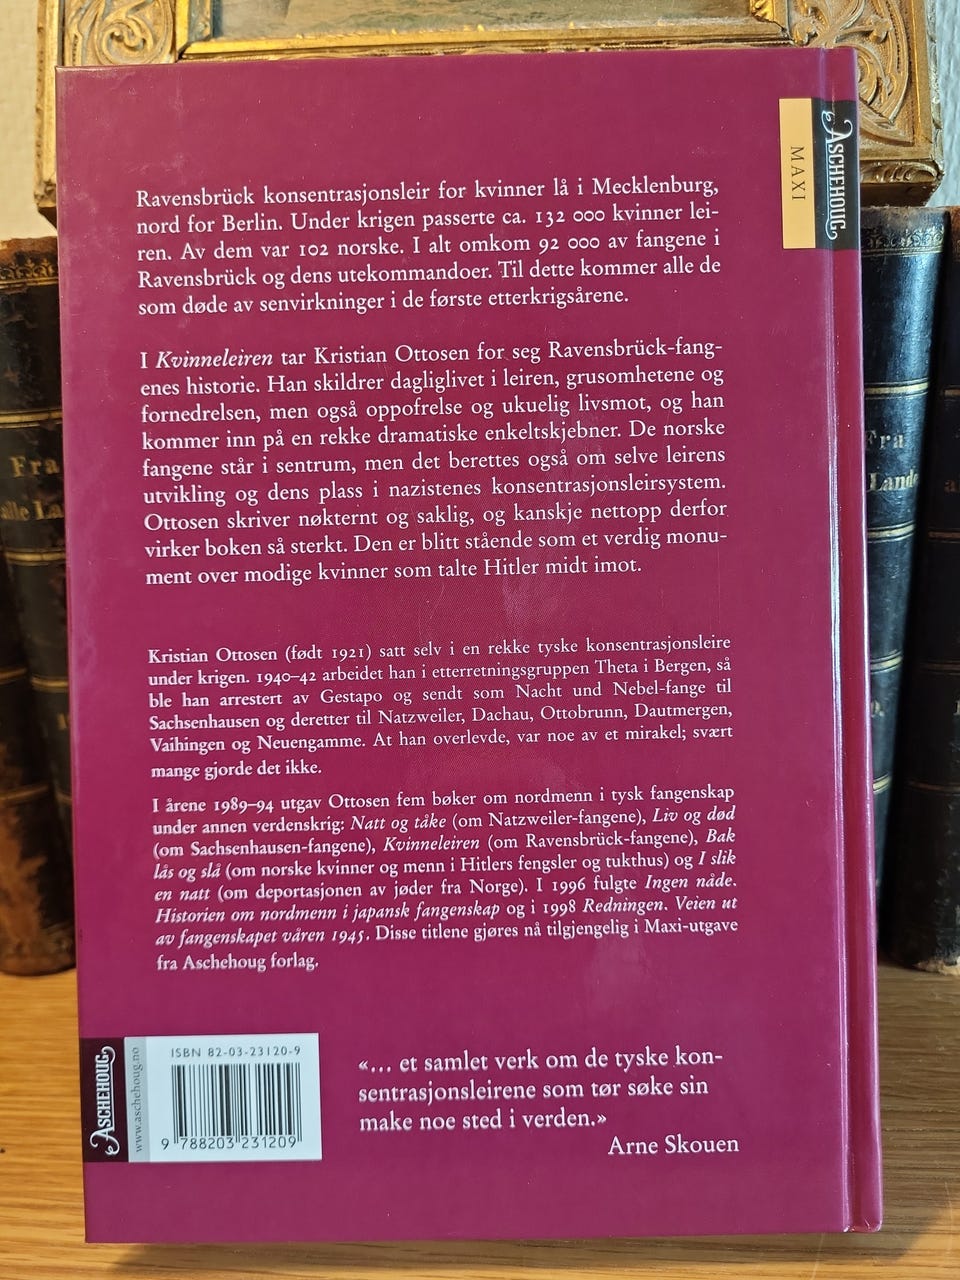 ASCHEHOUG
MAXI
Ravensbrück konsentrasjonsleir for kvinner lå i Mecklenburg,
nord for Berlin. Under krigen passerte ca. 132 000 kvinner lei-
ren. Av dem var 102 norske. I alt omkom 92 000 av fangene i
Ravensbrück og dens utekommandoer. Til dette kommer alle de
som døde av senvirkninger i de første etterkrigsårene.
I Kvinneleiren tar Kristian Ottosen for seg Ravensbrück-fang-
enes historie. Han skildrer dagliglivet i leiren, grusomhetene og
fornedrelsen, men også oppofrelse og ukuelig livsmot, og han
kommer inn på en rekke dramatiske enkeltskjebner. De norske
fangene står i sentrum, men det berettes også om selve leirens
utvikling og dens plass i nazistenes konsentrasjonsleirsystem.
Ottosen skriver nøkternt og saklig, og kanskje nettopp derfor
virker boken så sterkt. Den er blitt stående som et verdig monu-
ment over modige kvinner som talte Hitler midt imot.
Kristian Ottosen (født 1921) satt selv i en rekke tyske konsentrasjonsleire
under krigen. 1940–42 arbeidet han i etterretningsgruppen Theta i Bergen, så
ble han arrestert av Gestapo og sendt som Nacht und Nebel-fange til
Sachsenhausen og deretter til Natzweiler, Dachau, Ottobrunn, Dautmergen,
Vaihingen og Neuengamme. At han overlevde, var noe av et mirakel; svært
mange gjorde det ikke.
I årene 1989–94 utgav Ottosen fem bøker om nordmenn i tysk fangenskap
under annen verdenskrig: Natt og tåke (om Natzweiler-fangene), Liv og død
(om Sachsenhausen-fangene), Kvinneleiren (om Ravensbrück-fangene), Bak
lås og slå (om norske kvinner og menn i Hitlers fengsler og tukthus) og I slik
en natt (om deportasjonen av jøder fra Norge). I 1996 fulgte Ingen nåde.
Historien om nordmenn i japansk fangenskap og i 1998 Redningen. Veien ut
av fangenskapet våren 1945. Disse titlene gjøres nå tilgjengelig i Maxi-utgave
fra Aschehoug forlag.
ASCHEHOUG
www.aschehoug.no
ISBN 82-03-23120-9
9 788203 231209
«... et samlet verk om de tyske kon-
sentrasjonsleirene som tør søke sin
make noe sted i verden.»
Arne Skouen
Fra
Fra
Lande